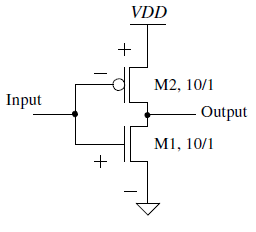 VDD
+
−
M2, 10/1
Input
Output
M1, 10/1
+
−